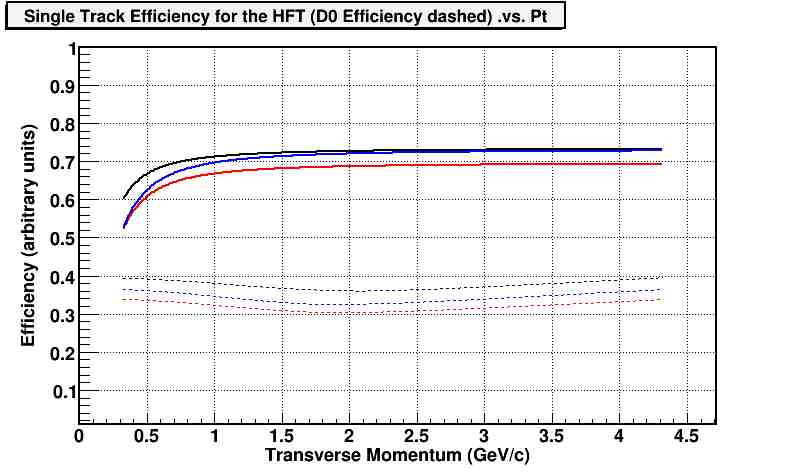 Single Track Efficiency for the HFT (D0 Efficiency dashed) .vs. Pt
Efficiency (arbitrary units)
1
0.9
0.8
0.7
0.6
0.5
0.4
0.3
0.2
0.1
0 0.5 1 1.5 2 2.5 3 3.5 4 4.5
Transverse Momentum (GeV/c)